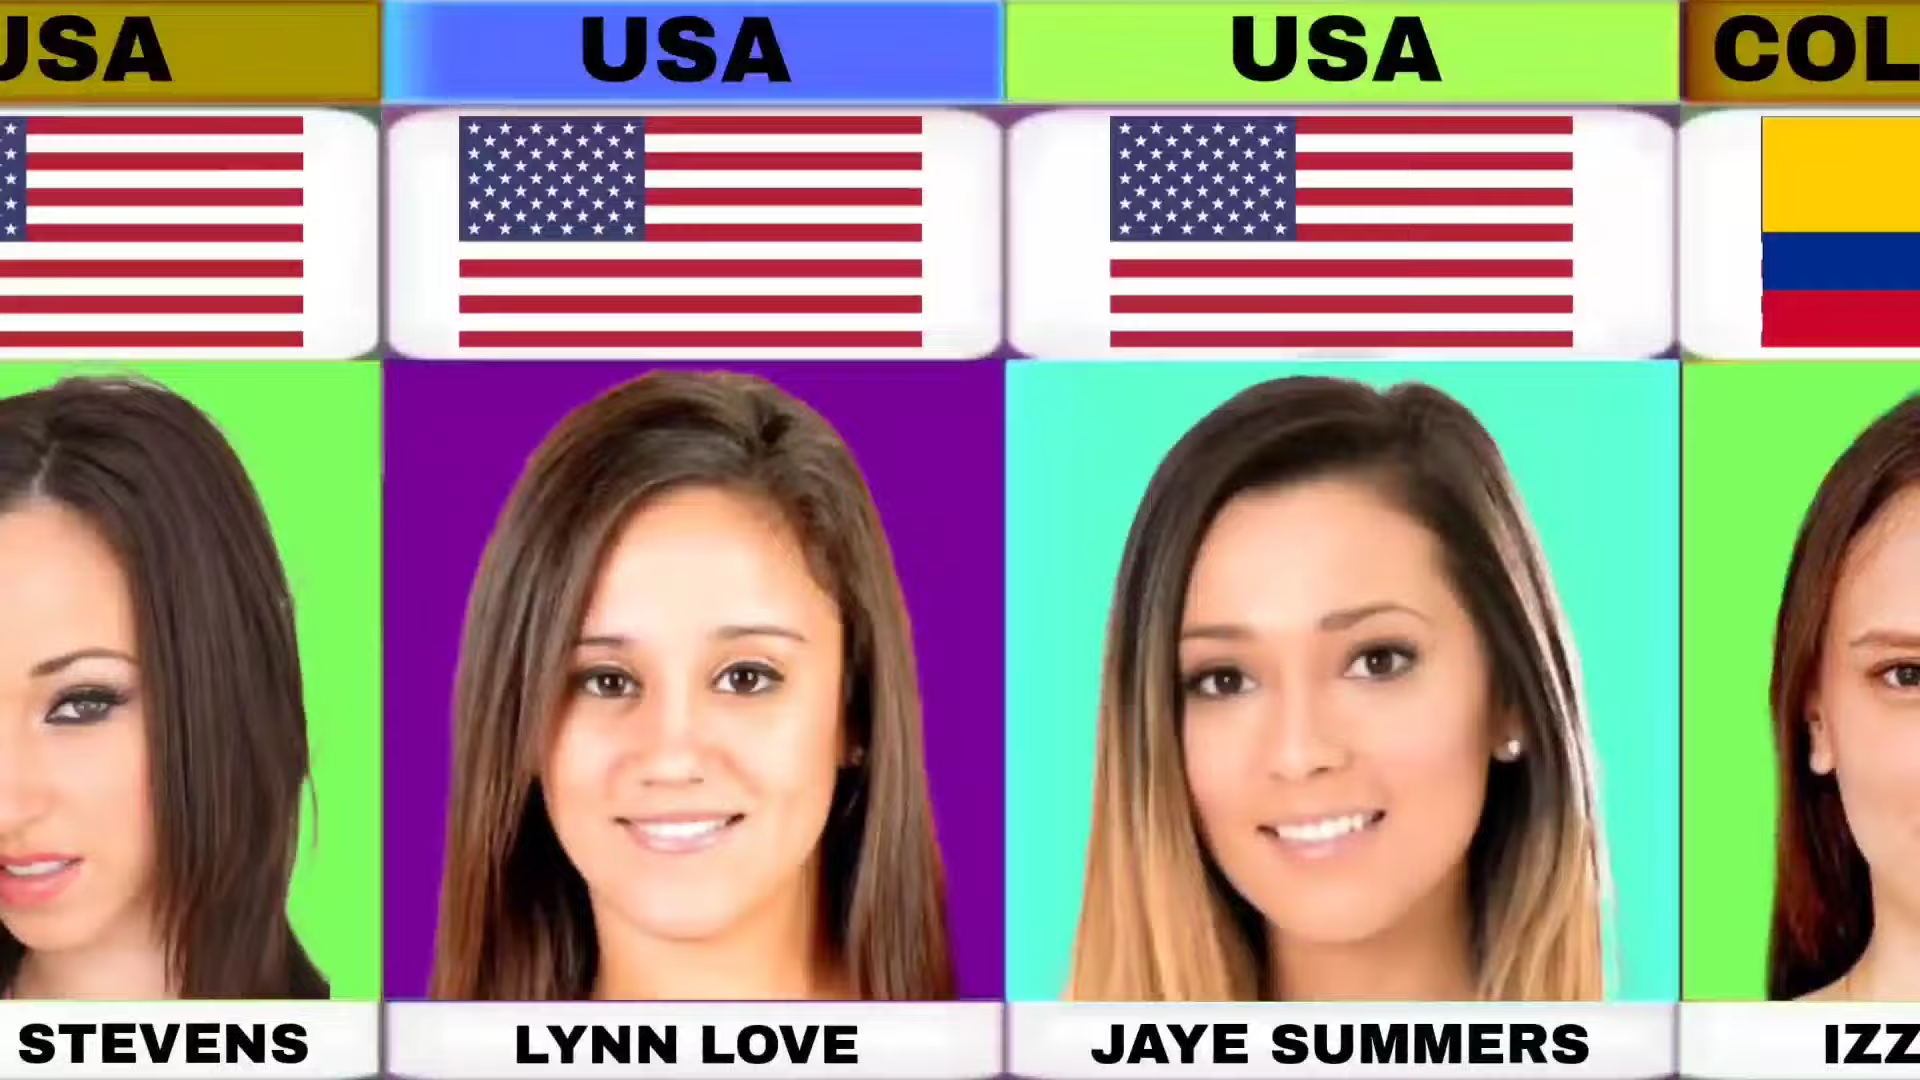 USA
USA
USA
COL
STEVENS
LYNN LOVE
JAYE SUMMERS
IZZ